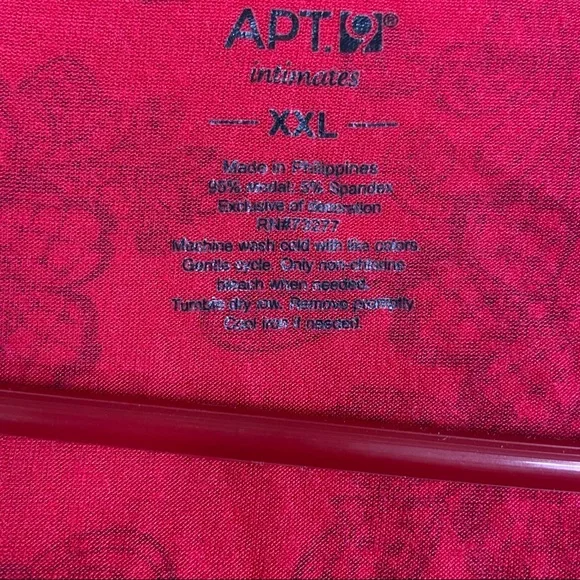 APT.9®
intimates
XXL
Made in Philippines
95% Modal 5% Spandex
Exclusive of decoration
RN#73277
Machine wash cold with like colors
Gentle cycle. Only non-chlorine
bleach when needed.
Tumble dry low. Remove promptly
Cool iron if needed.